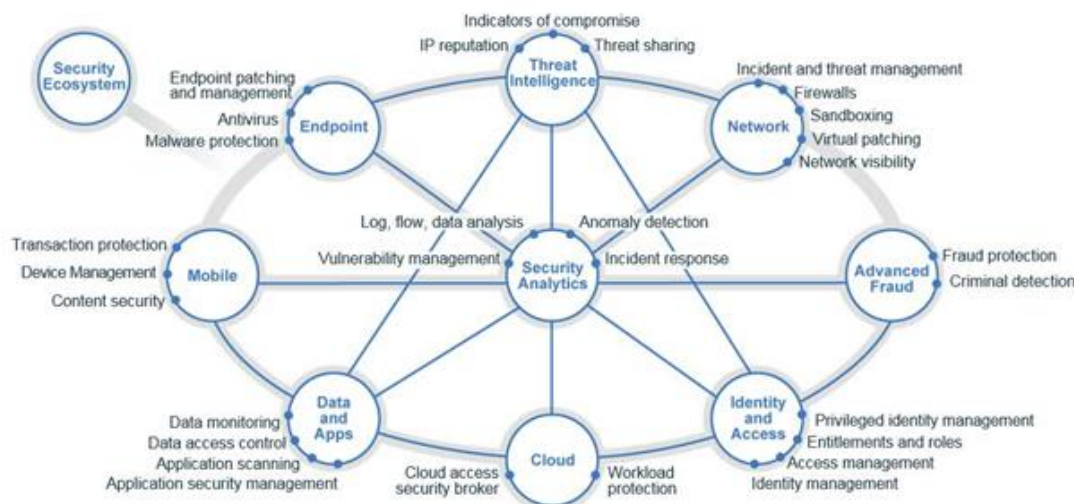 Security
Ecosystem
Indicators of compromise
IP reputation
Threat sharing
Threat
Intelligence
Endpoint patching
and management
Antivirus
Malware protection
Endpoint
Incident and threat management
Firewalls
Sandboxing
Virtual patching
Network visibility
Network
Log, flow, data analysis
Anomaly detection
Vulnerability management
Incident response
Security
Analytics
Transaction protection
Device Management
Content security
Mobile
Fraud protection
Criminal detection
Advanced
Fraud
Data
and
Apps
Data monitoring
Data access control
Application scanning
Application security management
Cloud
Cloud access
security broker
Workload
protection
Identity
and
Access
Privileged identity management
Entitlements and roles
Access management
Identity management